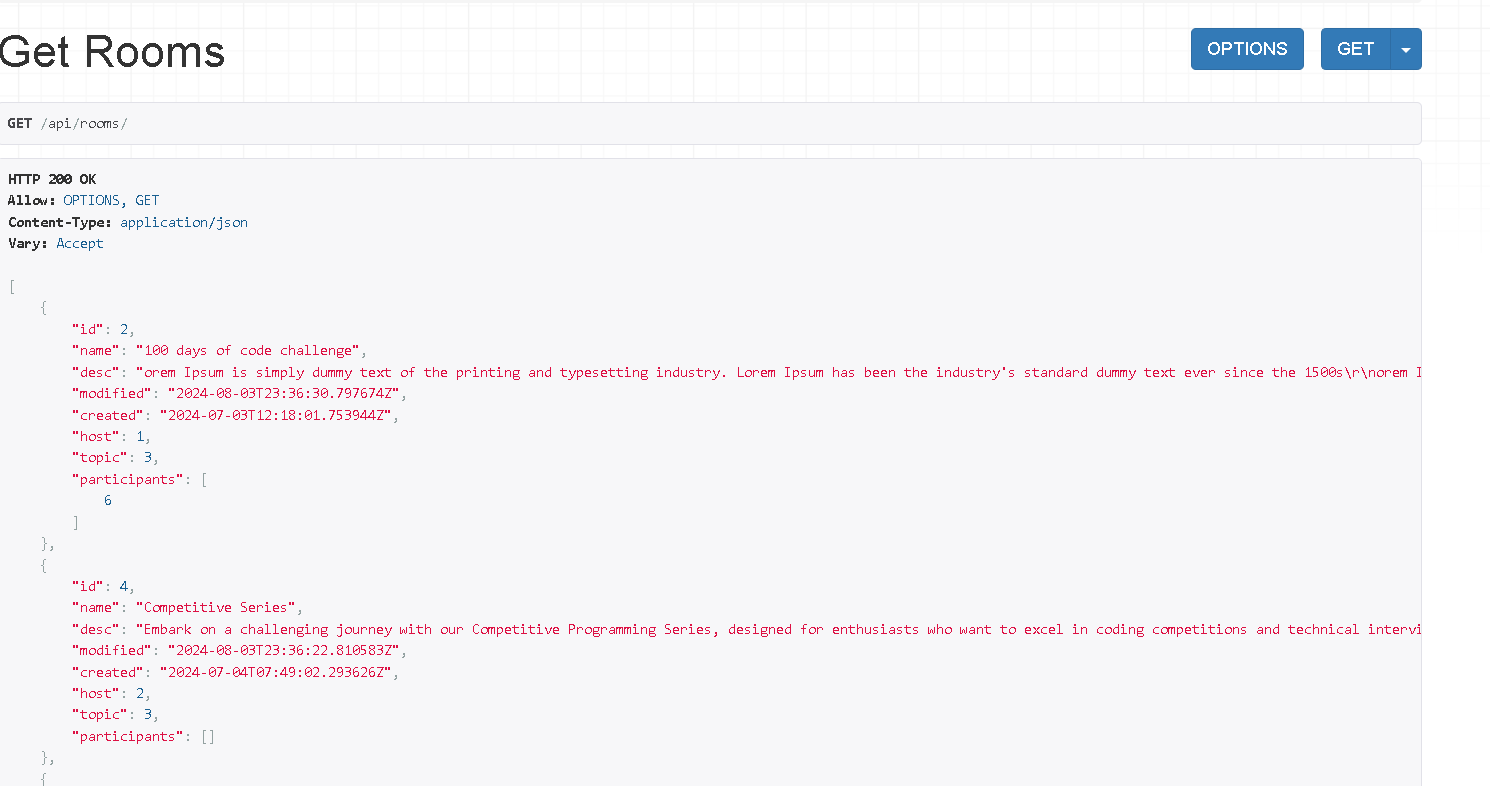 Get Rooms
OPTIONS
GET
GET /api/rooms/
HTTP 200 OK
Allow: OPTIONS, GET
Content-Type: application/json
Vary: Accept
[
{
"id": 2,
"name": "100 days of code challenge",
"desc": "orem Ipsum is simply dummy text of the printing and typesetting industry. Lorem Ipsum has been the industry's standard dummy text ever since the 1500s\r\norem I
"modified": "2024-08-03T23:36:30.797674Z",
"created": "2024-07-03T12:18:01.753944Z",
"host": 1,
"topic": 3,
"participants": [
6
]
},
{
"id": 4,
"name": "Competitive Series",
"desc": "Embark on a challenging journey with our Competitive Programming Series, designed for enthusiasts who want to excel in coding competitions and technical intervi
"modified": "2024-08-03T23:36:22.810583Z",
"created": "2024-07-04T07:49:02.293626Z",
"host": 2,
"topic": 3,
"participants": []
},
{